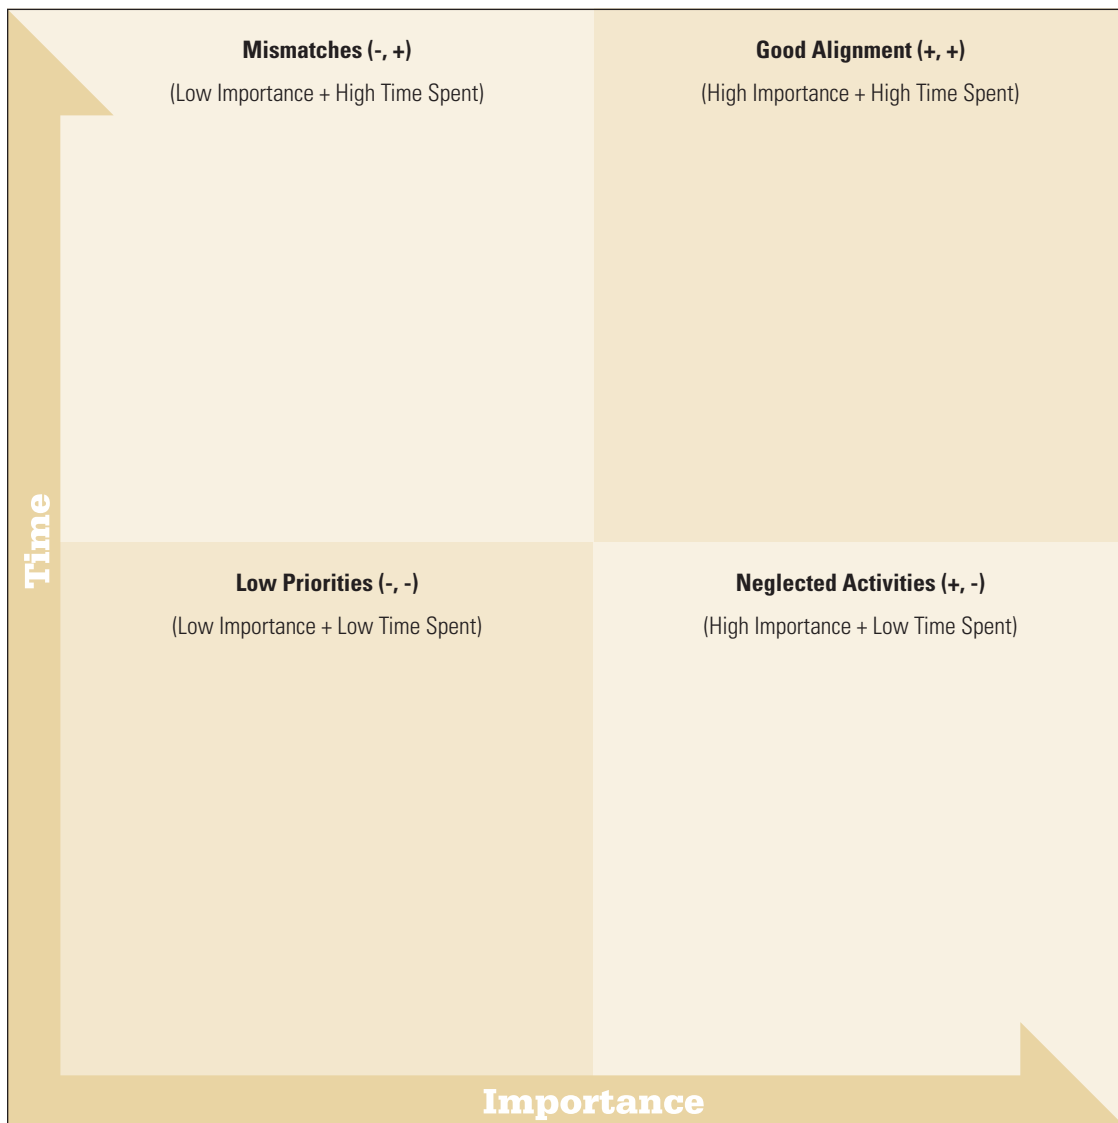 Mismatches (-, +)
(Low Importance + High Time Spent)
Good Alignment (+, +)
(High Importance + High Time Spent)
Time
Low Priorities (-, -)
(Low Importance + Low Time Spent)
Neglected Activities (+, -)
(High Importance + Low Time Spent)
Importance